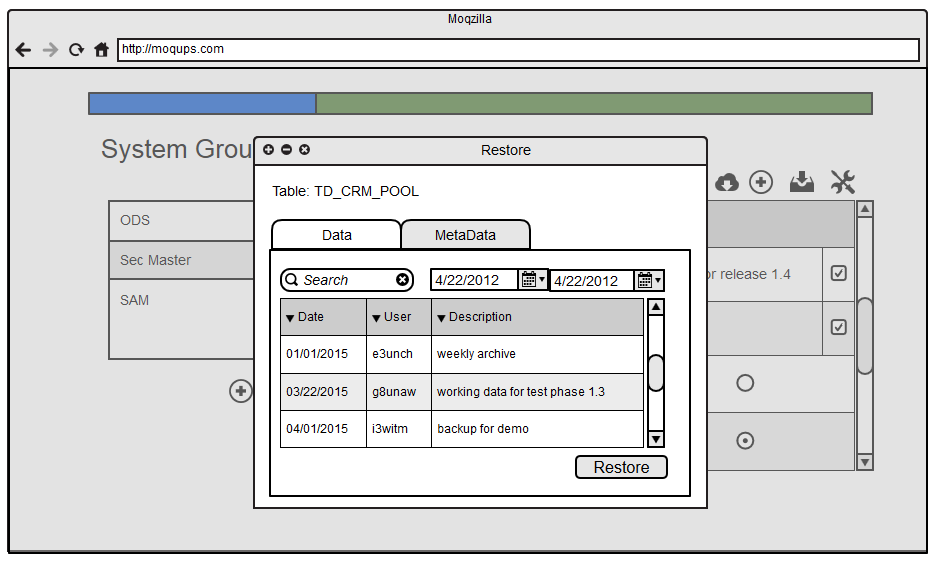 Moqzilla
http://moqups.com
System Grou
Restore
Table: TD_CRM_POOL
ODS
Sec Master
SAM
Data
MetaData
Search
4/22/2012
4/22/2012
Date
User
Description
01/01/2015 e3unch weekly archive
03/22/2015 g8unaw working data for test phase 1.3
04/01/2015 i3witm backup for demo
release 1.4
Restore